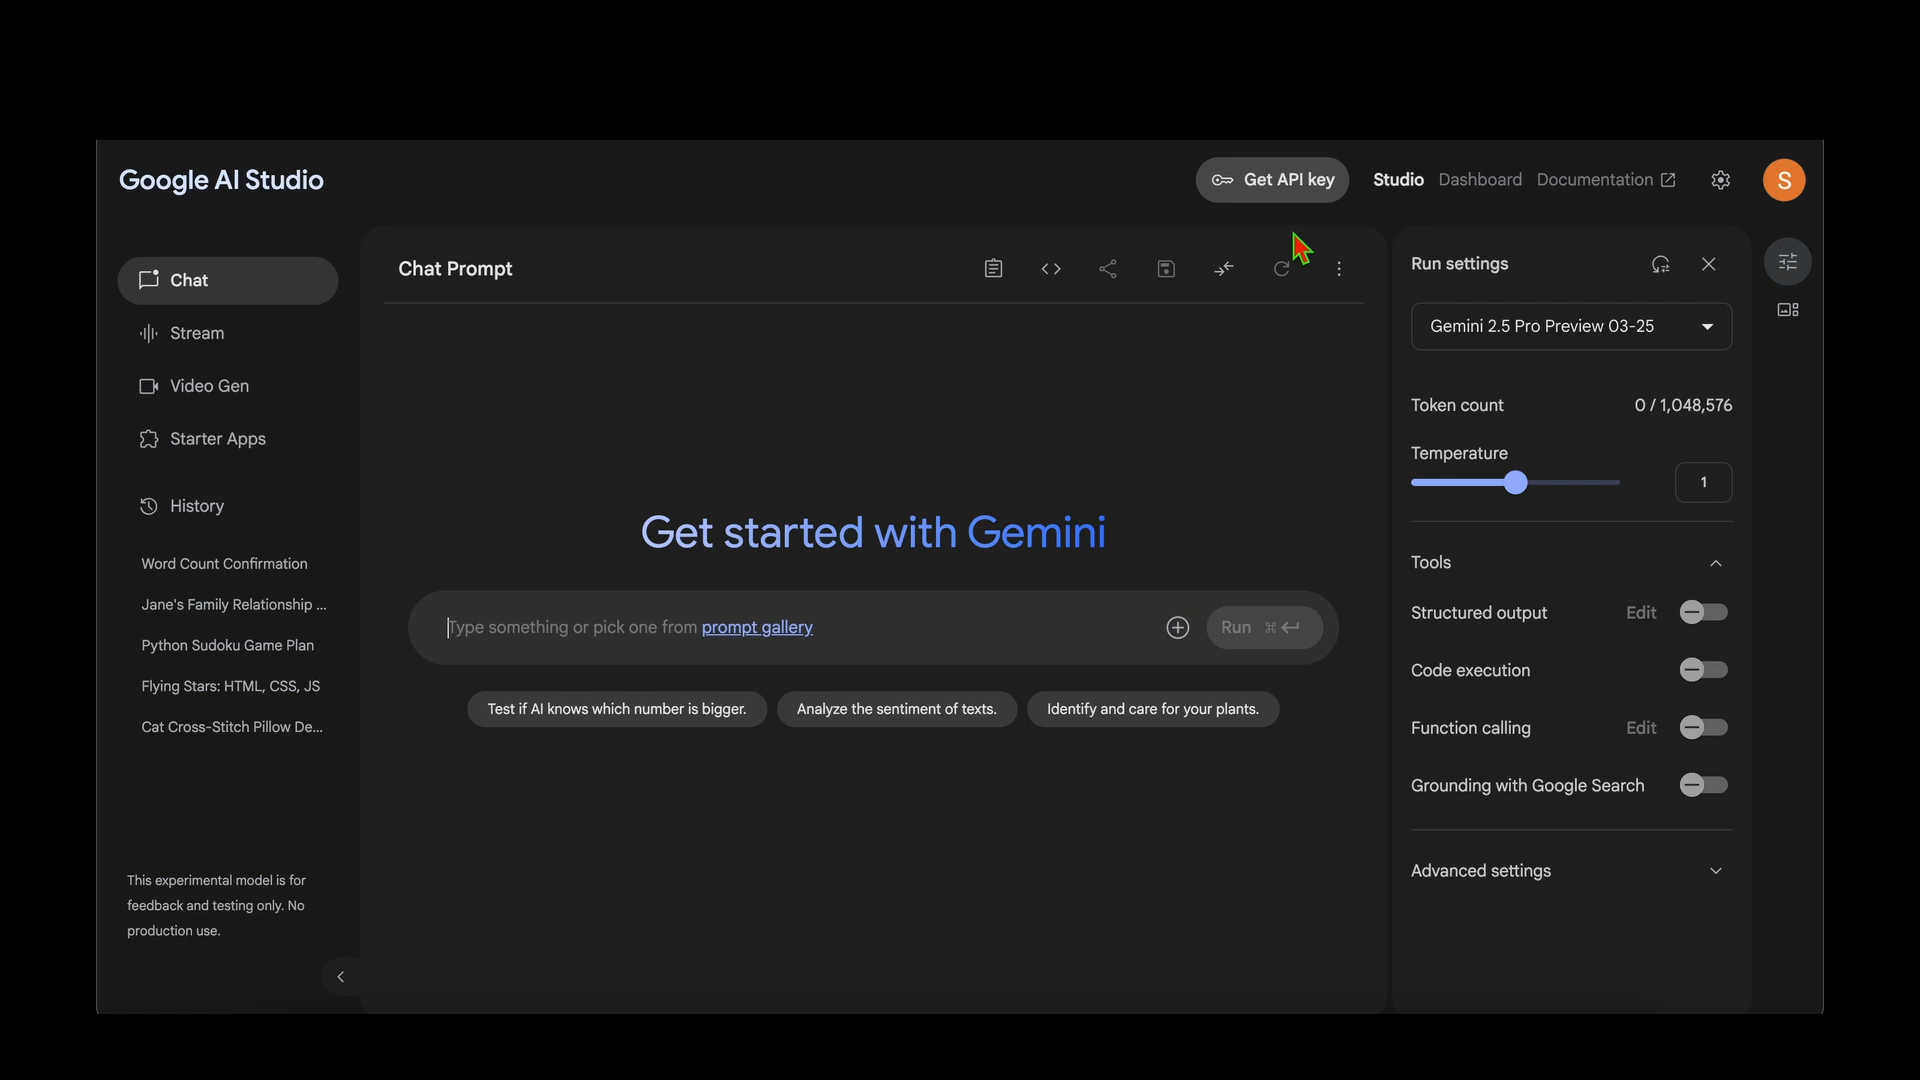 Google AI Studio
Get API key
Studio
Dashboard
Documentation
S
Chat
Stream
Video Gen
Starter Apps
History
Word Count Confirmation
Jane's Family Relationship ...
Python Sudoku Game Plan
Flying Stars: HTML, CSS, JS
Cat Cross-Stitch Pillow De...
This experimental model is for
feedback and testing only. No
production use.
Chat Prompt
Get started with Gemini
Type something or pick one from prompt gallery
Run ⌘
Test if AI knows which number is bigger.
Analyze the sentiment of texts.
Identify and care for your plants.
Run settings
Gemini 2.5 Pro Preview 03-25
Token count 0 / 1,048,576
Temperature
1
Tools
Structured output Edit
Code execution
Function calling Edit
Grounding with Google Search
Advanced settings